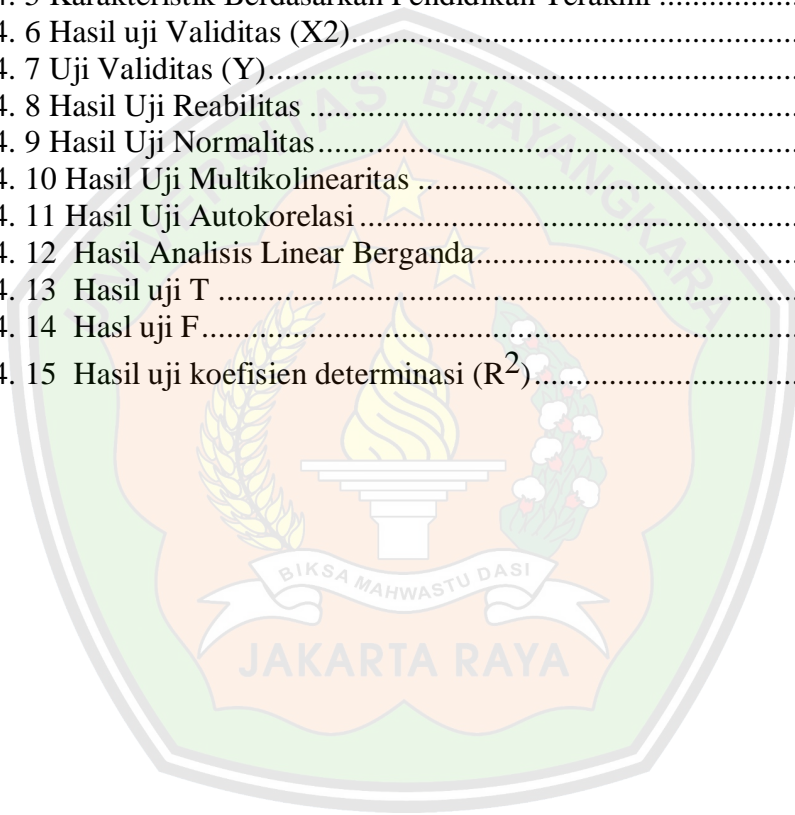 4. 5 Karakteristik Berdasarkan Pendidikan Terakhir ................
4. 6 Hasil uji Validitas (X2)......................................................
4. 7 Uji Validitas (Y)................................................................
4. 8 Hasil Uji Reabilitas ...........................................................
4. 9 Hasil Uji Normalitas..........................................................
4. 10 Hasil Uji Multikolinearitas ..............................................
4. 11 Hasil Uji Autokorelasi .....................................................
4. 12 Hasil Analisis Linear Berganda.......................................
4. 13 Hasil uji T .......................................................................
4. 14 Hasl uji F.........................................................................
4. 15 Hasil uji koefisien determinasi (R2)................................
UNIVERSITAS BHAYANGKARA
BIKSA MAHWASTU DASI
JAKARTA RAYA